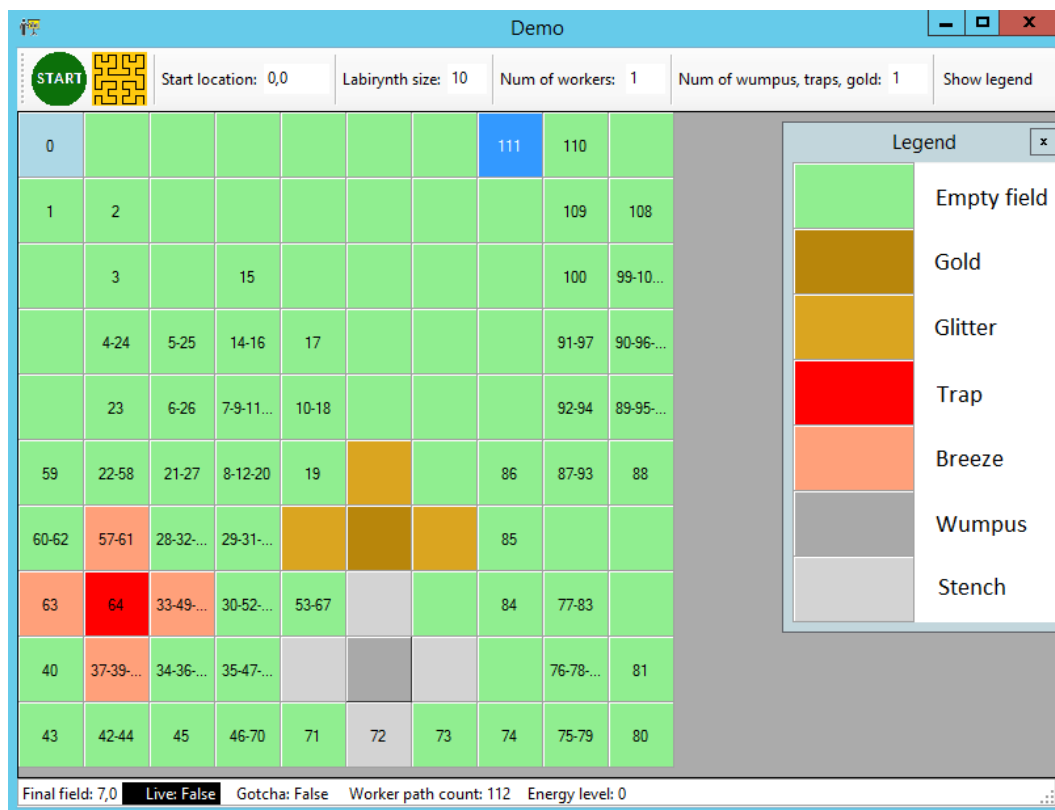 Demo
START Start location: 0,0 Labirynth size: 10 Num of workers: 1 Num of wumpus, traps, gold: 1 Show legend
0 111 110
1 2 109 108
3 15 100 99-10...
4-24 5-25 14-16 17 91-97 90-96-...
23 6-26 7-9-11... 10-18 92-94 89-95-...
59 22-58 21-27 8-12-20 19 86 87-93 88
60-62 57-61 28-32-... 29-31-... 85
63 64 33-49-... 30-52-... 53-67 84 77-83
40 37-39-... 34-36-... 35-47-... 76-78-... 81
43 42-44 45 46-70 71 72 73 74 75-79 80
Legend x
Empty field
Gold
Glitter
Trap
Breeze
Wumpus
Stench
Final field: 7,0 Live: False Gotcha: False Worker path count: 112 Energy level: 0